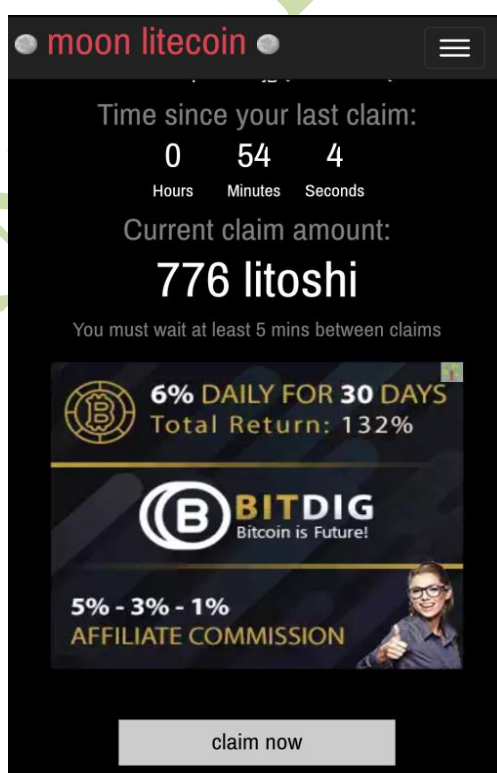 moon litecoin
Time since your last claim:
0 54 4
Hours Minutes Seconds
Current claim amount:
776 litoshi
You must wait at least 5 mins between claims
6% DAILY FOR 30 DAYS
Total Return: 132%
BITDIG
Bitcoin is Future!
5% - 3% - 1%
AFFILIATE COMMISSION
claim now